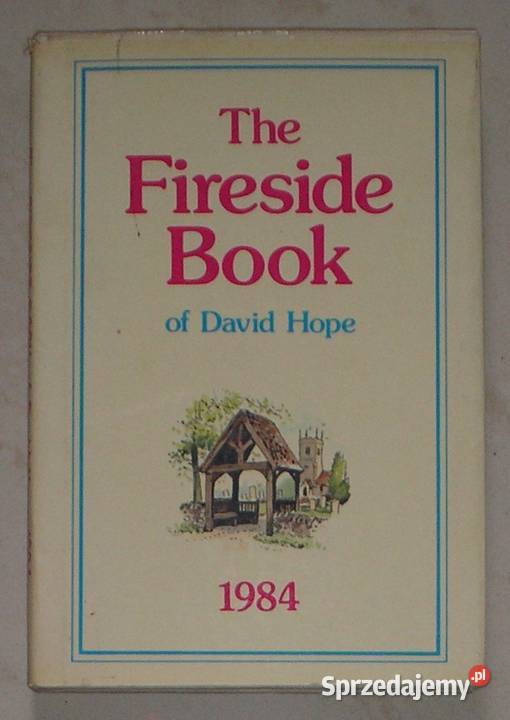 The
Fireside
Book
of David Hope
1984
Sprzedajemy.pl